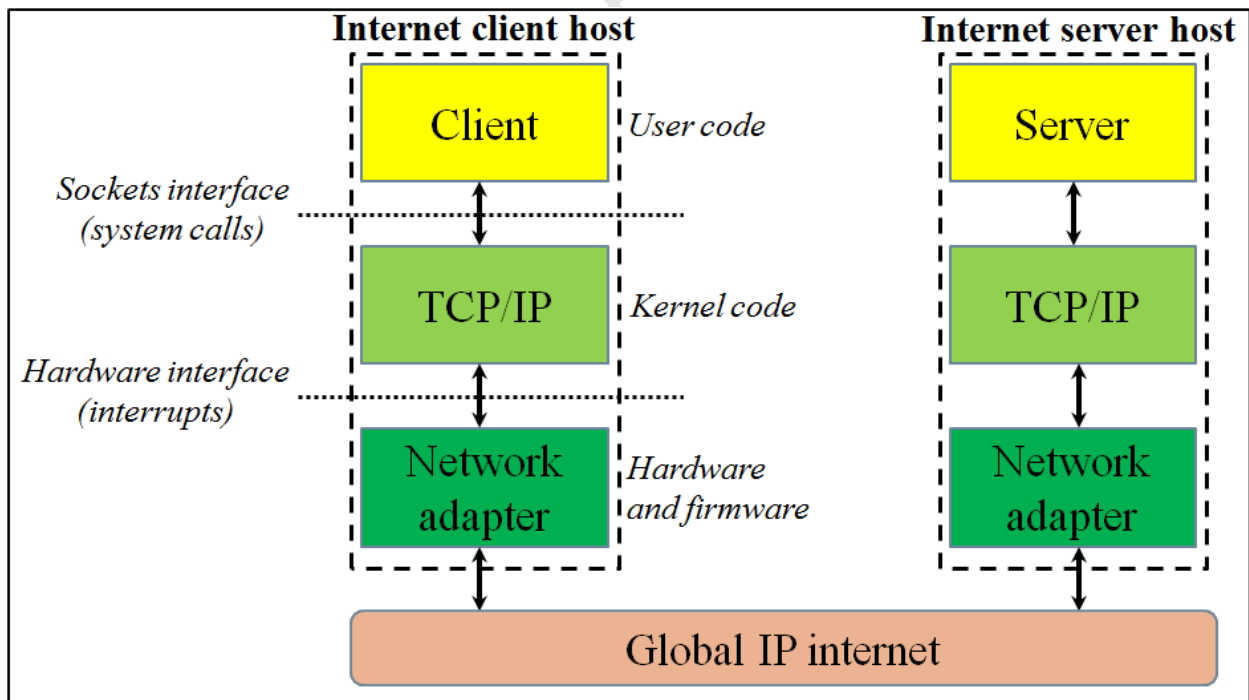 Internet client host
Internet server host
Client
User code
Server
Sockets interface
(system calls)
TCP/IP
Kernel code
TCP/IP
Hardware interface
(interrupts)
Network
adapter
Hardware
and firmware
Network
adapter
Global IP internet